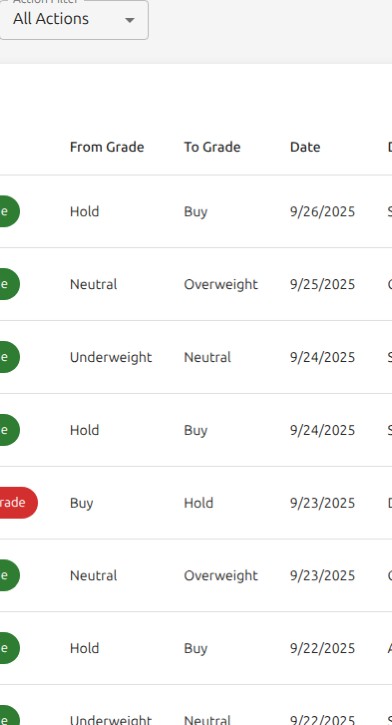 Action Filter
All Actions
From Grade To Grade Date
Hold Buy 9/26/2025
Neutral Overweight 9/25/2025
Underweight Neutral 9/24/2025
Hold Buy 9/24/2025
rade Buy Hold 9/23/2025
Neutral Overweight 9/23/2025
Hold Buy 9/22/2025
Underweight Neutral 9/22/2025